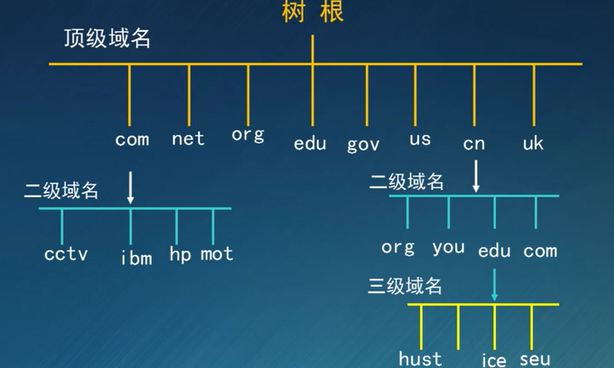 树 根
顶级域名
com net org edu gov us cn uk
二级域名
二级域名
cctv ibm hp mot
org you edu com
三级域名
hust ice seu